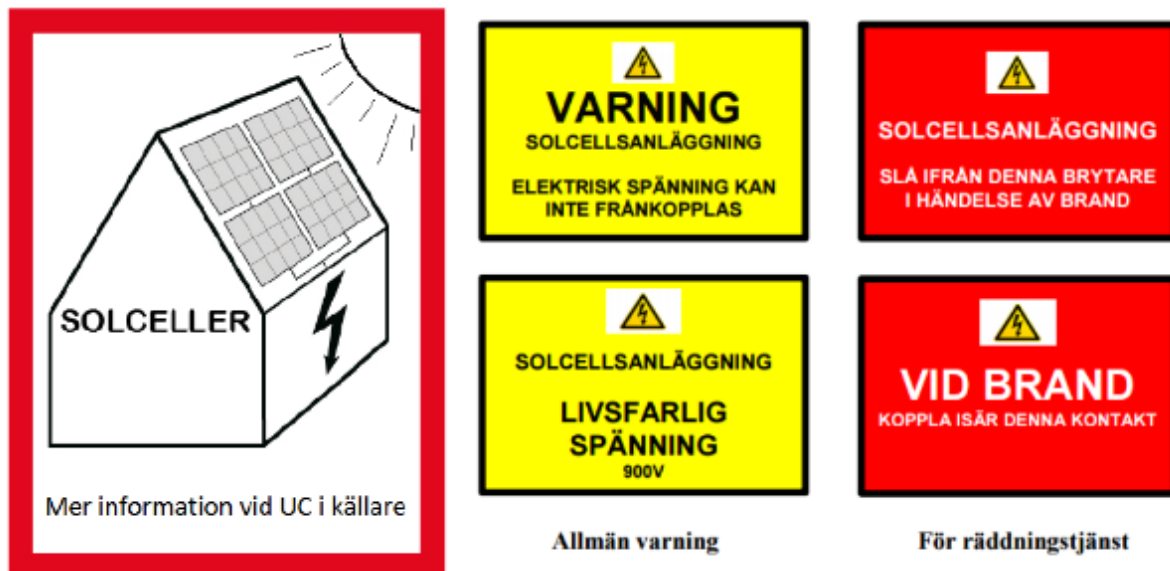 SOLCELLER
Mer information vid UC i källare
VARNING
SOLCELLSANLÄGGNING
ELEKTRISK SPÄNNING KAN
INTE FRÅNKOPPLAS
SOLCELLSANLÄGGNING
LIVSFARLIG
SPÄNNING
900V
Allmän varning
SOLCELLSANLÄGGNING
SLÅ IFRÅN DENNA BRYTARE
I HÄNDELSE AV BRAND
VID BRAND
KOPPLA ISÄR DENNA KONTAKT
För räddningstjänst